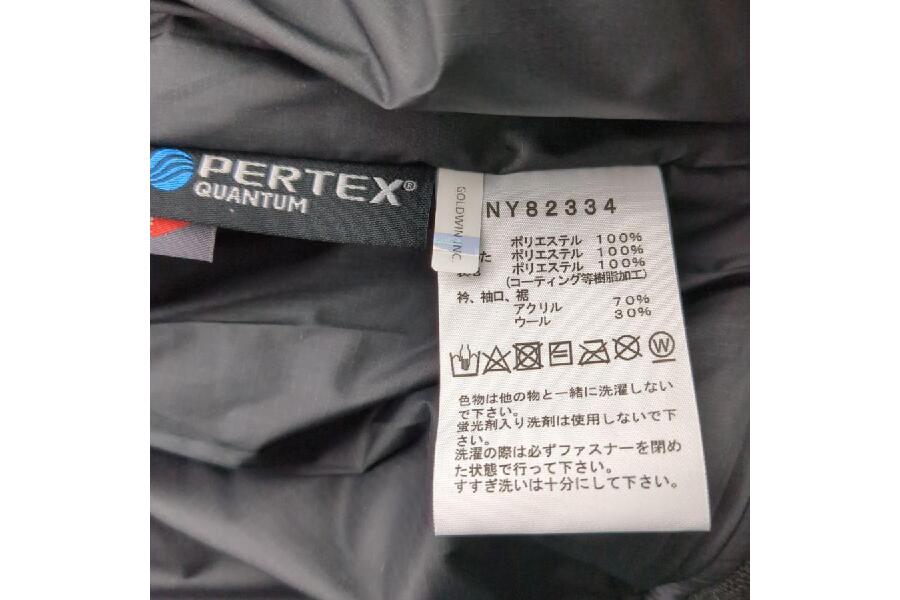 PERTEX®
QUANTUM
GOLDWIN INC.
NY82334
ポリエステル 100%
た ポリエステル 100%
ポリエステル 100%
(コーティング等樹脂加工)
衿、袖口、裾
アクリル 70%
ウール 30%
W
色物は他の物と一緒に洗濯しない
で下さい。
蛍光剤入り洗剤は使用しないで下
さい。
洗濯の際は必ずファスナーを閉め
た状態で行って下さい。
すすぎ洗いは十分にして下さい。